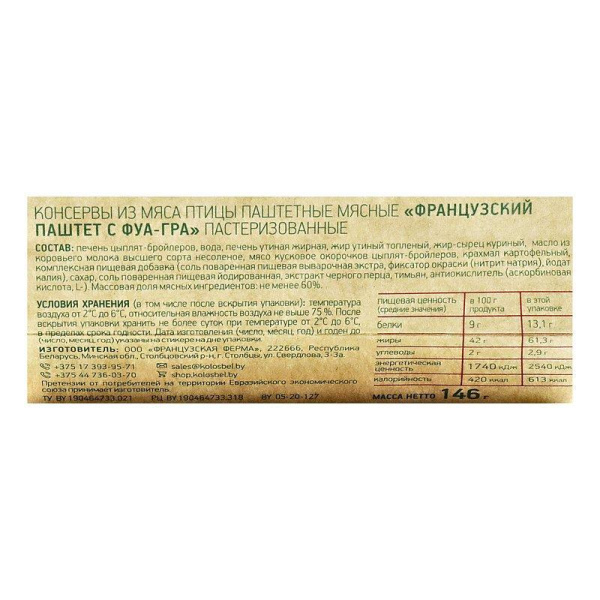 КОНСЕРВЫ ИЗ МЯСА ПТИЦЫ ПАШТЕТНЫЕ МЯСНЫЕ «ФРАНЦУЗСКИЙ
ПАШТЕТ С ФУА-ГРА» ПАСТЕРИЗОВАННЫЕ
СОСТАВ: печень цыплят-бройлеров, вода, печень утиная жирная, жир утиный топленый, жир-сырец куриный, масло из
коровьего молока высшего сорта несоленое, мясо кусковое окорочков цыплят-бройлеров, крахмал картофельный,
комплексная пищевая добавка (соль поваренная пищевая выварочная экстра, фиксатор окраски (нитрит натрия), йодат
калия), сахар, соль поваренная йодированная, экстракт черного перца, тимьян, антиокислитель (аскорбиновая
кислота, L-). Массовая доля мясных ингредиентов: не менее 60%.
УСЛОВИЯ ХРАНЕНИЯ (в том числе после вскрытия упаковки): температура
воздуха от 2°С до 6°С, относительная влажность воздуха не выше 75 %. После
вскрытия упаковки хранить не более суток при температуре от 2°С до 6°С,
в пределах срока годности. Дата изготовления (число, месяц, год) и годен до
(число, месяц, год) указаны на стикере на дне упаковки.
ИЗГОТОВИТЕЛЬ: ООО «ФРАНЦУЗСКАЯ ФЕРМА», 222666, Республика
Беларусь, Минская обл., Столбцовский р-н, г. Столбцы, ул. Свердлова, 3-3а.
+375 17 393-95-71 sales@kolosbel.by
+375 44 736-03-70 shop.kolosbel.by
Претензии от потребителей на территории Евразийского экономического
союза принимает изготовитель.
ТУ BY 190464733.021 РЦ BY 190464733.318 BY 05-20-127
пищевая ценность (средние значения) в 100 г продукта в этой упаковке
белки 9 г 13,1 г
жиры 42 г 61,3 г
углеводы 2 г 2,9 г
энергетическая ценность 1740 кДж 2540 кДж
калорийность 420 ккал 613 ккал
МАССА НЕТТО 146 г